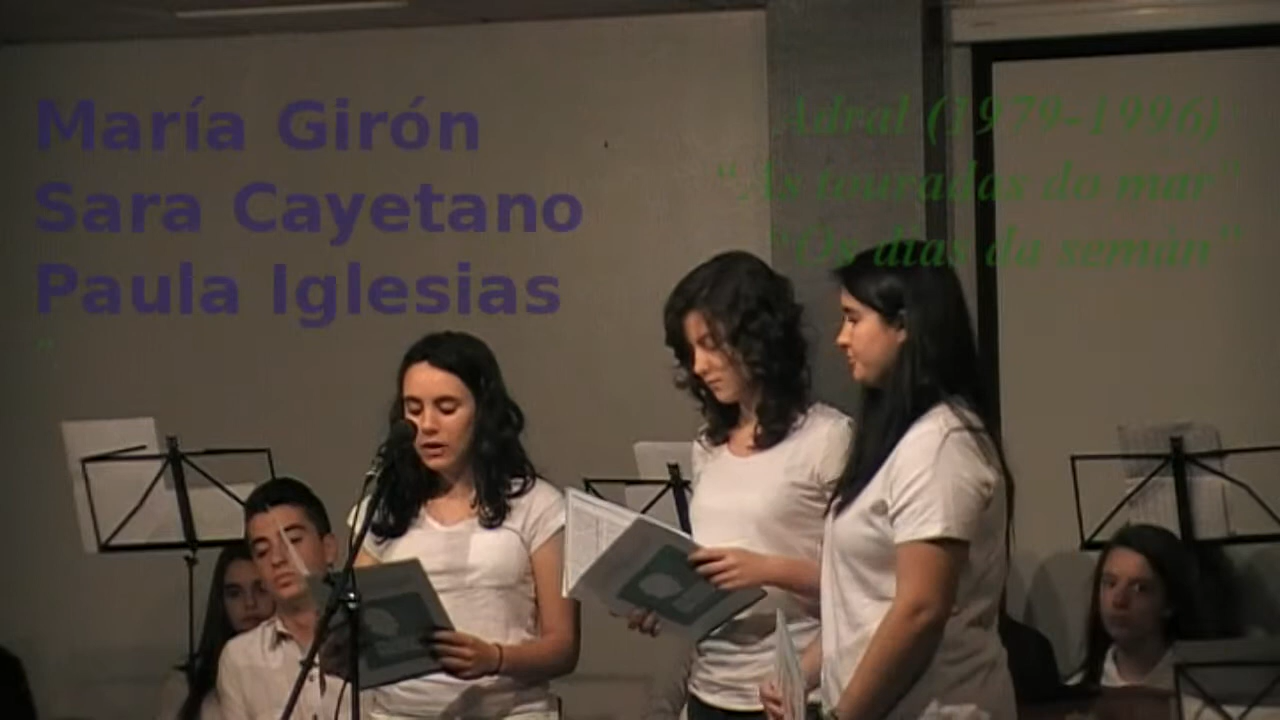 María Girón
Sara Cayetano
Paula Iglesias
Adral (1979-1996)
“As touradas do mar”
“Os días da semán”
”